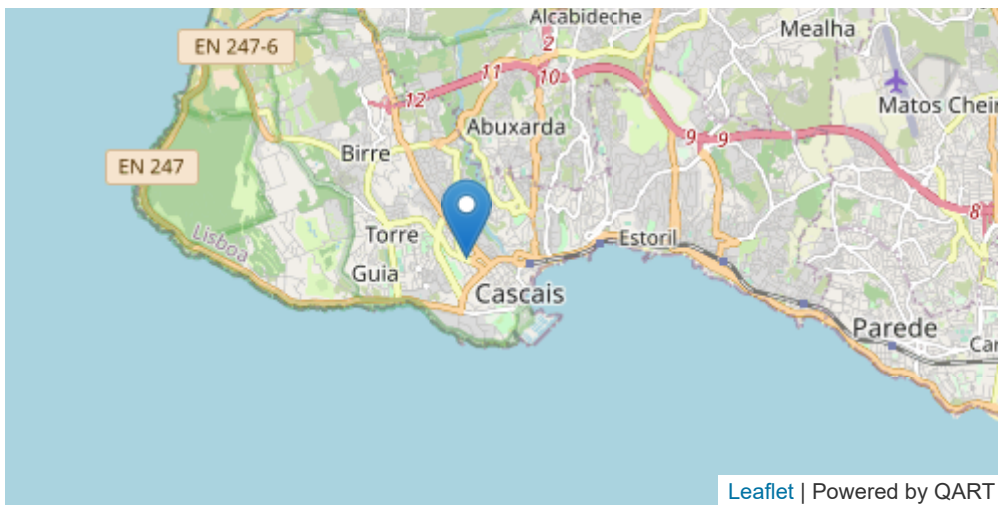 Alcabideche
Mealha
EN 247-6
2
11
10
12
Matos Chei
Abuxarda
9
9
Birre
EN 247
8
Lisboa
Torre
Estoril
Guia
Cascais
Parede
Car
Leaflet | Powered by QART